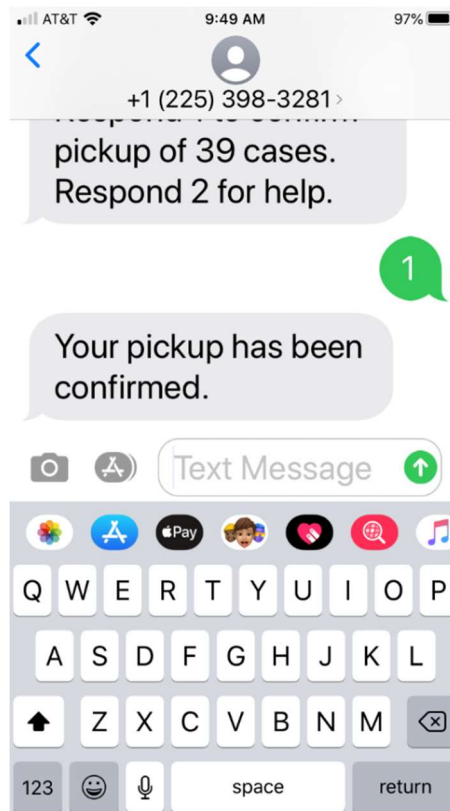 AT&T
9:49 AM
97%
+1 (225) 398-3281 >
pickup of 39 cases.
Respond 2 for help.
1
Your pickup has been
confirmed.
Text Message
Pay
Q W E R T Y U I O P
A S D F G H J K L
Z X C V B N M
123 space return